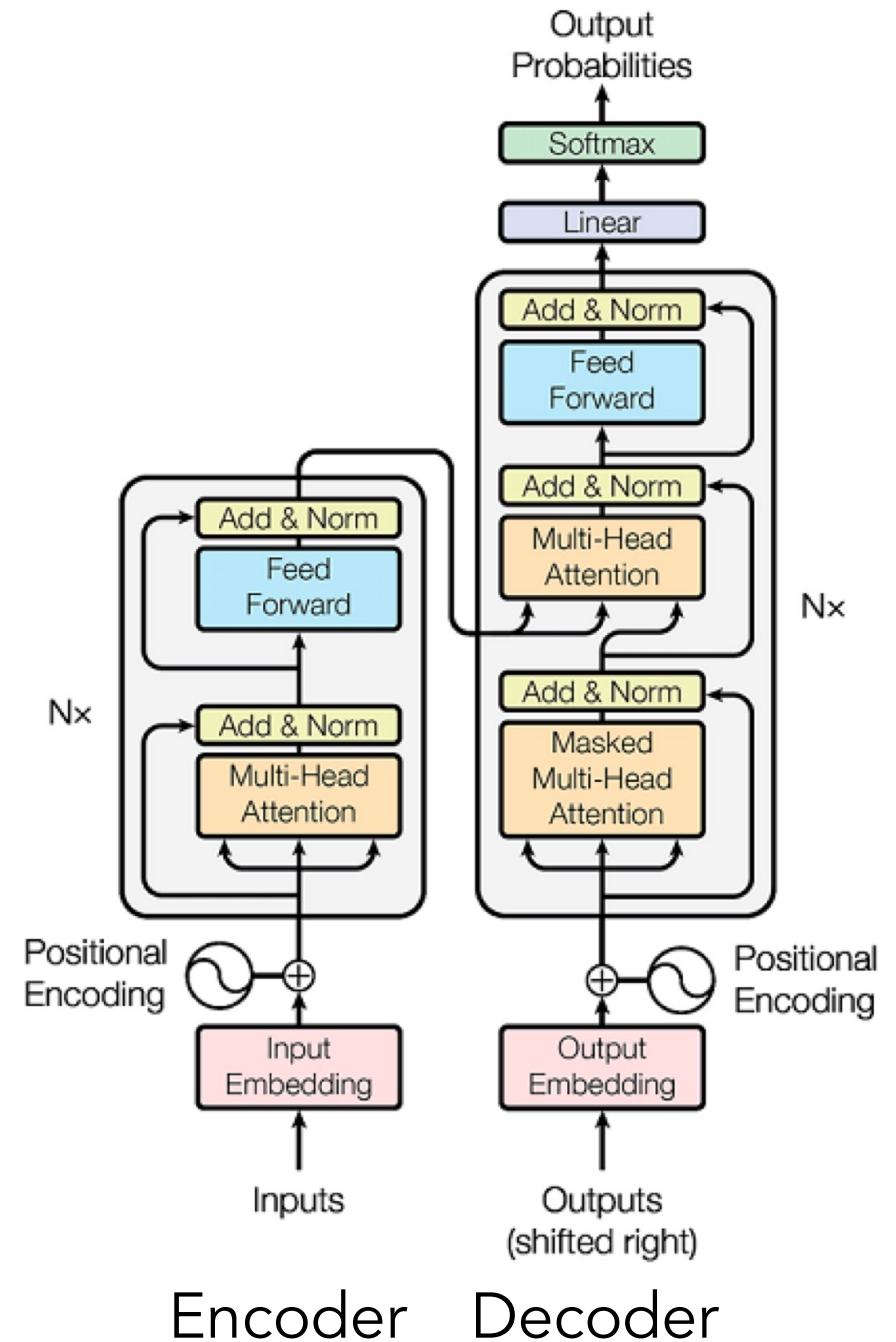 Output
Probabilities
Softmax
Linear
Add & Norm
Feed
Forward
Add & Norm
Multi-Head
Attention
Add & Norm
Masked
Multi-Head
Attention
N×
Add & Norm
Feed
Forward
Add & Norm
Multi-Head
Attention
N×
Positional
Encoding
Positional
Encoding
Input
Embedding
Output
Embedding
Inputs
Outputs
(shifted right)
Encoder
Decoder